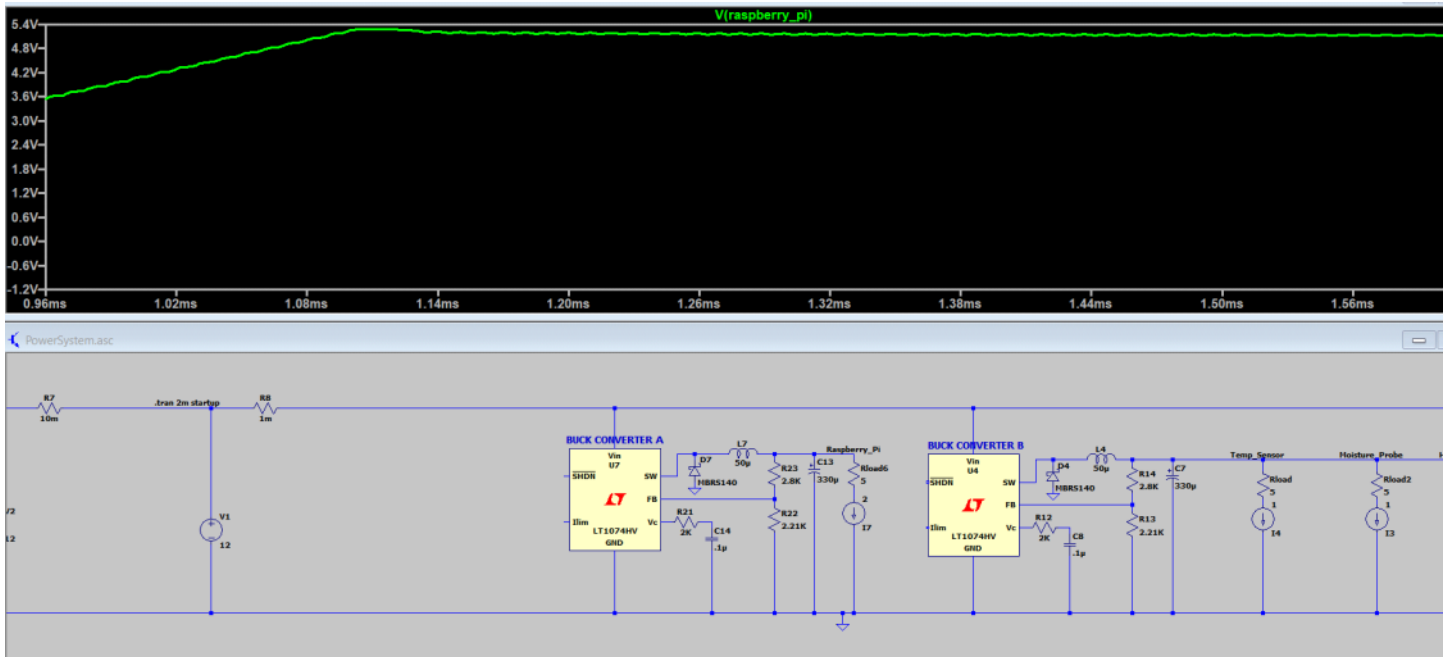 V(raspberry_pi)
5.4V
4.8V
4.2V
3.6V
3.0V
2.4V
1.8V
1.2V
0.6V
0.0V
-0.6V
-1.2V
0.96ms 1.02ms 1.08ms 1.14ms 1.20ms 1.26ms 1.32ms 1.38ms 1.44ms 1.50ms 1.56ms
PowerSystem.asc
R7
10m
.tran 2m startup
R8
1m
V2
12
V1
12
BUCK CONVERTER A
Vin
U7
SHDN
SW
FB
Ilim
Vc
LT1074HV
GND
D7
MBRS140
L7
50µ
R23
2.8K
R22
2.21K
R21
2K
C14
.1µ
C13
330µ
Raspberry_Pi
Rload6
5
2
I7
BUCK CONVERTER B
Vin
U4
SHDN
SW
FB
Ilim
Vc
LT1074HV
GND
D4
MBRS140
L4
50µ
R14
2.8K
R13
2.21K
R12
2K
C8
.1µ
C7
330µ
Temp_Sensor
Rload
5
1
I4
Moisture_Probe
Rload2
5
1
I3